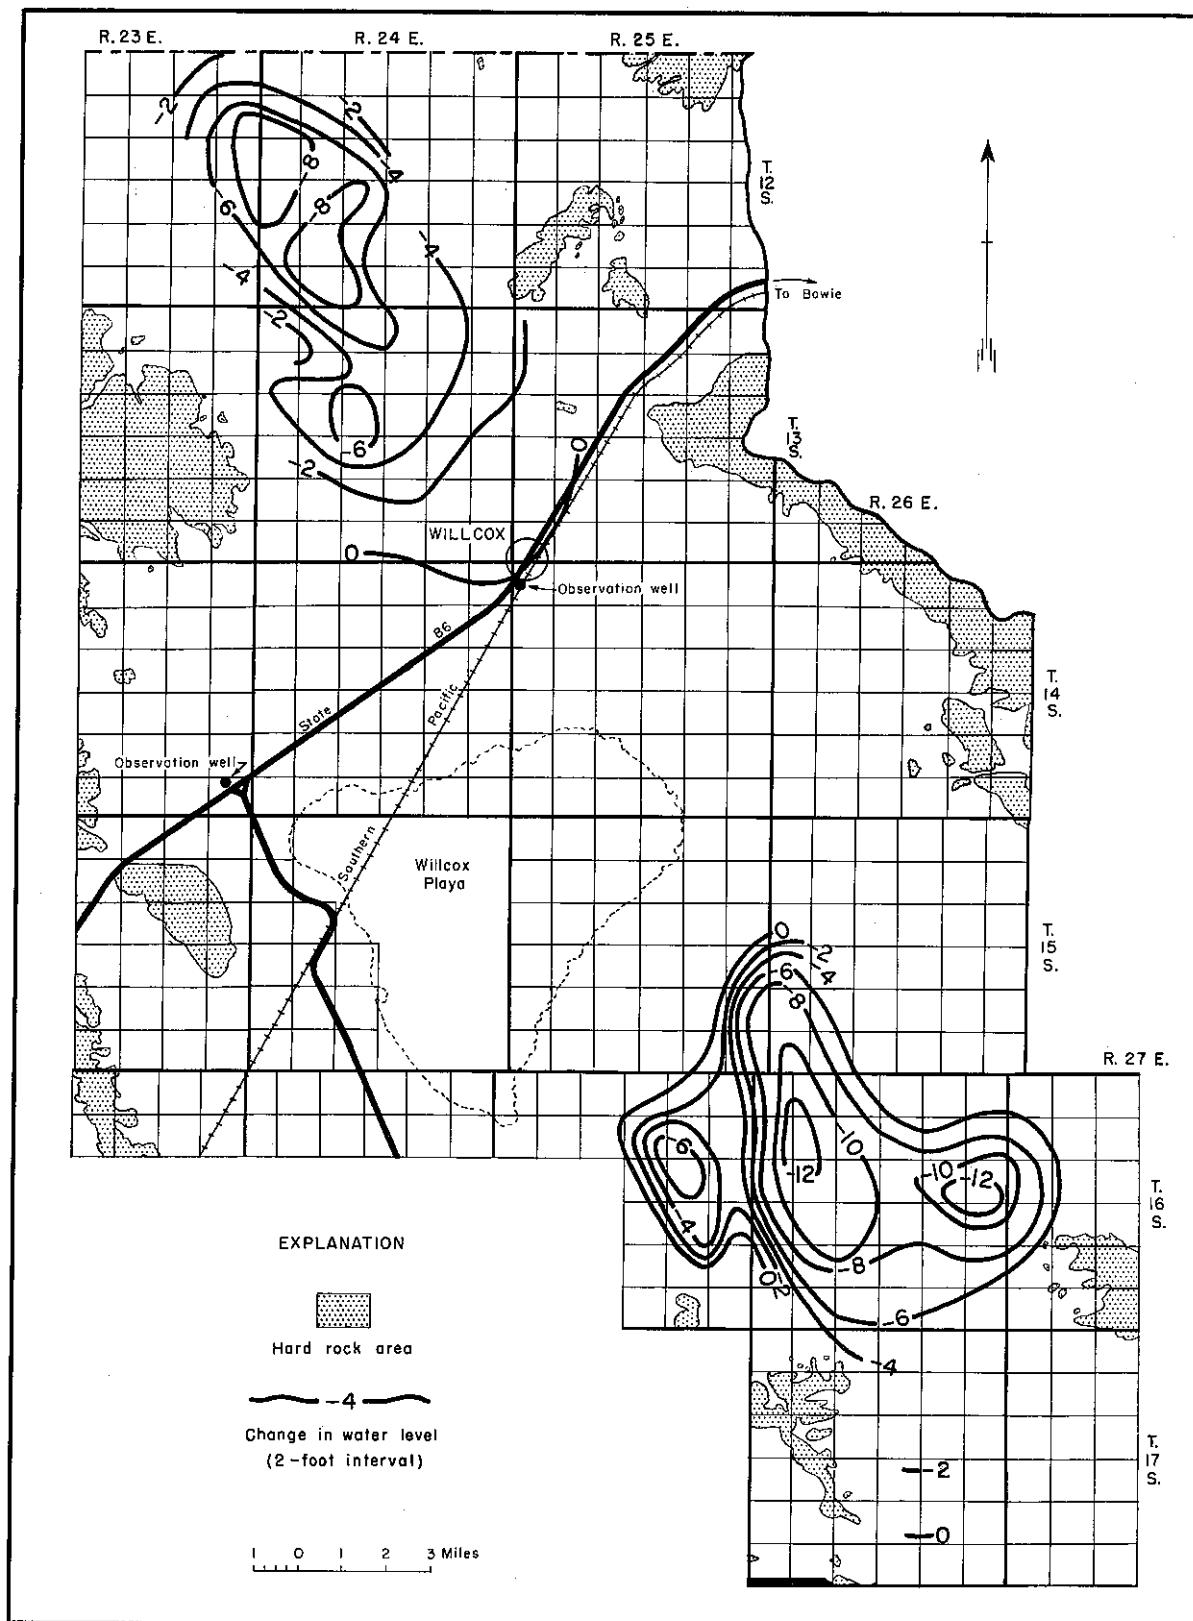 R. 23 E.
R. 24 E.
R. 25 E.
-2
-2
-4
-8
-8
-6
-4
-4
-2
-6
-2
T.
12
S.
To Bowie
T.
13
S.
0
R. 26 E.
WILLCOX
0
Observation well
86
State
Pacific
Southern
Observation well
T.
14
S.
Willcox
Playa
T.
15
S.
0
-2
-4
-6
-8
R. 27 E.
-6
-4
-10
-12
-10
-12
T.
16
S.
0
-2
-8
-6
-4
EXPLANATION
Hard rock area
-4
Change in water level
(2-foot interval)
T.
17
S.
-2
0
1 0 1 2 3 Miles